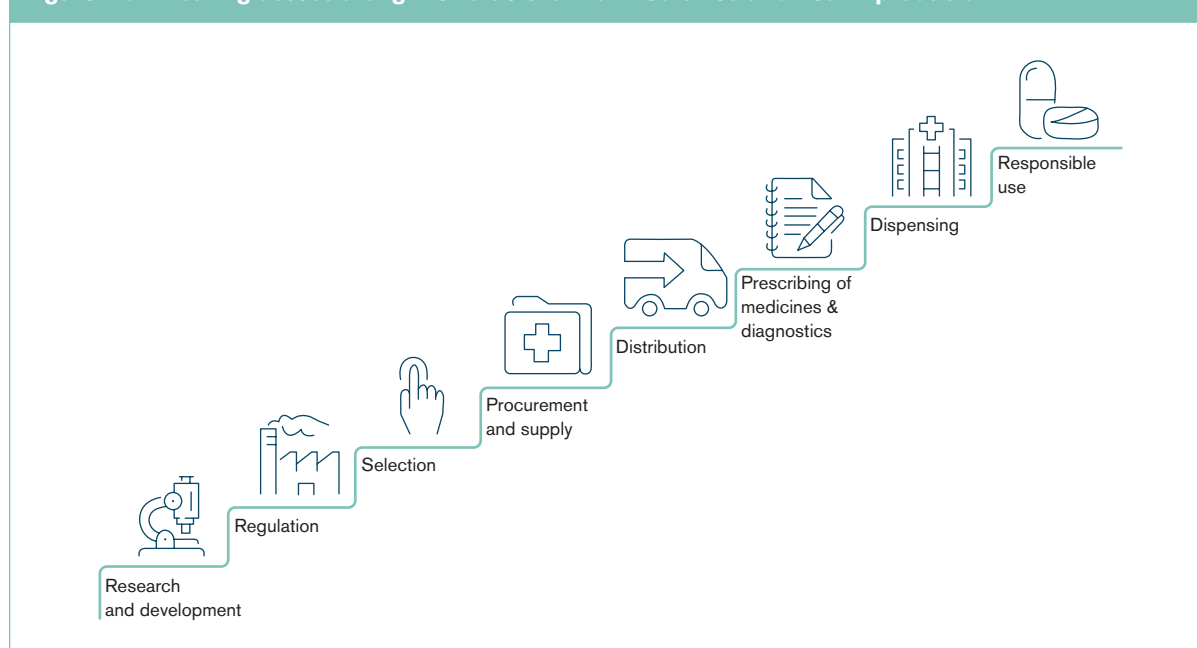 Research
and development
Regulation
Selection
Procurement
and supply
Distribution
Prescribing of
medicines &
diagnostics
Dispensing
Responsible
use